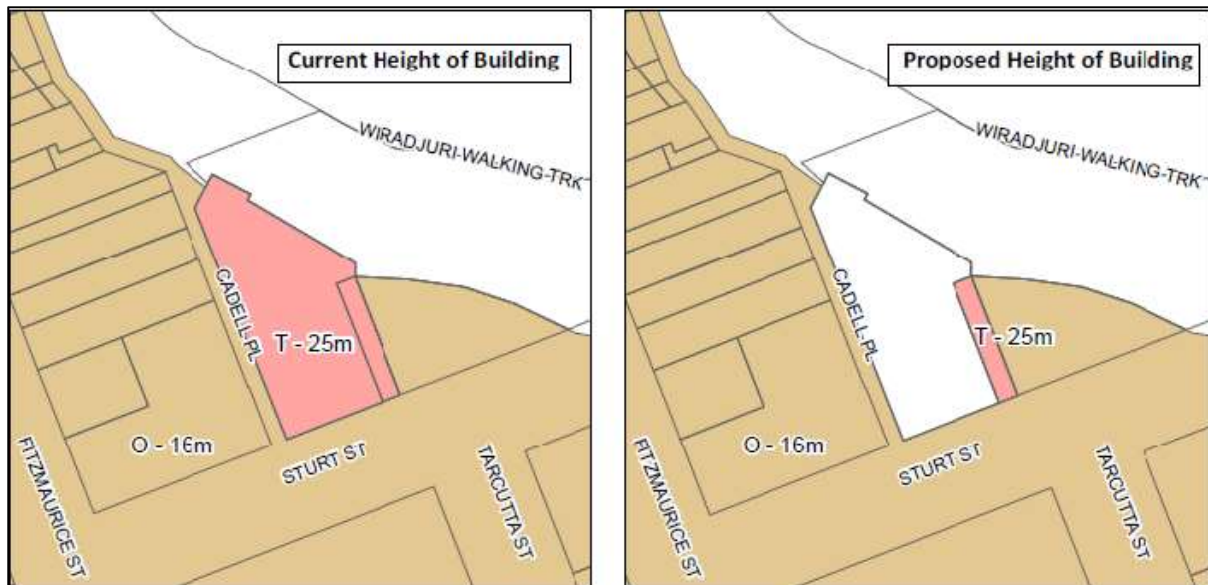 Current Height of Building
WIRADJURI-WALKING-TRK
CADELL-PL
T - 25m
O - 16m
STURT ST
FITZMAURICE ST
TARCUTTA ST
Proposed Height of Building
WIRADJURI-WALKING-TRK
CADELL-PL
T - 25m
O - 16m
STURT ST
FITZMAURICE ST
TARCUTTA ST